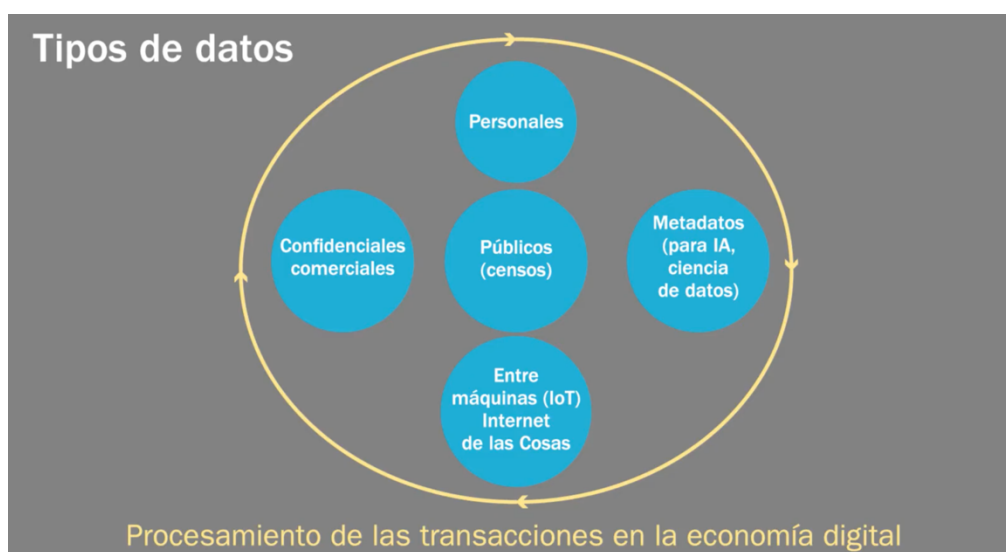 Tipos de datos
Personales
Confidenciales
comerciales
Públicos
(censos)
Metadatos
(para IA,
ciencia
de datos)
Entre
máquinas (IoT)
Internet
de las Cosas
Procesamiento de las transacciones en la economía digital